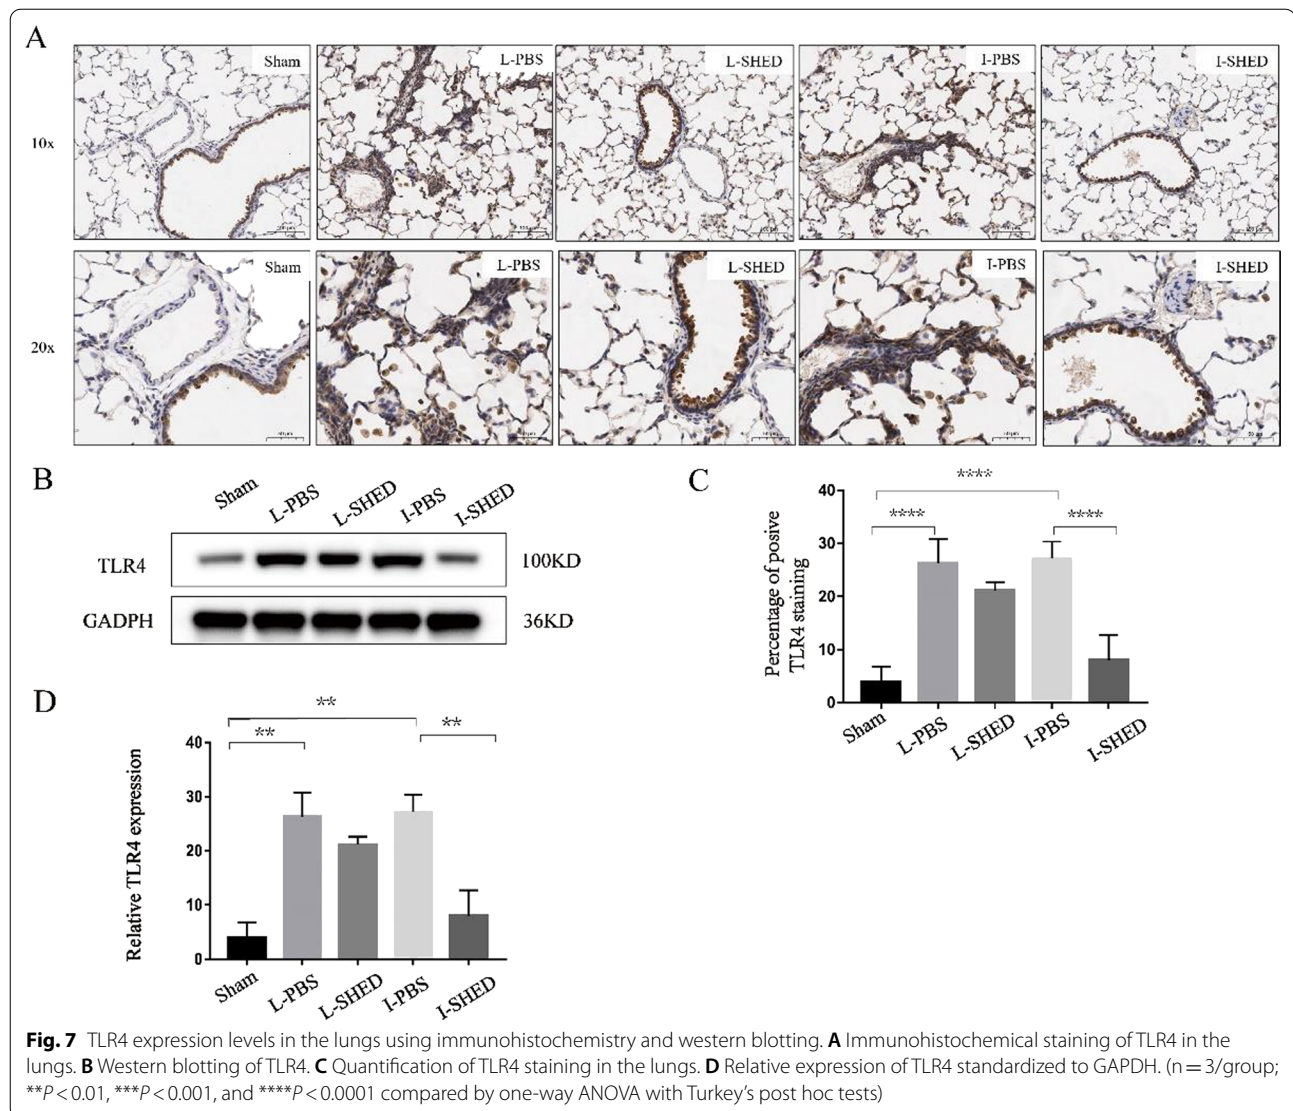 A
Sham
L-PBS
L-SHED
I-PBS
I-SHED
10x
Sham
L-PBS
L-SHED
I-PBS
I-SHED
20x
B
Sham
L-PBS
L-SHED
I-PBS
I-SHED
TLR4
100KD
GADPH
36KD
C
Percentage of posive
TLR4 staining
40
30
20
10
0
****
****
****
Sham
L-PBS
L-SHED
I-PBS
I-SHED
D
Relative TLR4 expression
40
30
20
10
0
**
**
**
Sham
L-PBS
L-SHED
I-PBS
I-SHED
Fig. 7 TLR4 expression levels in the lungs using immunohistochemistry and western blotting. A Immunohistochemical staining of TLR4 in the
lungs. B Western blotting of TLR4. C Quantification of TLR4 staining in the lungs. D Relative expression of TLR4 standardized to GAPDH. (n = 3/group;
**P < 0.01, ***P < 0.001, and ****P < 0.0001 compared by one-way ANOVA with Turkey's post hoc tests)